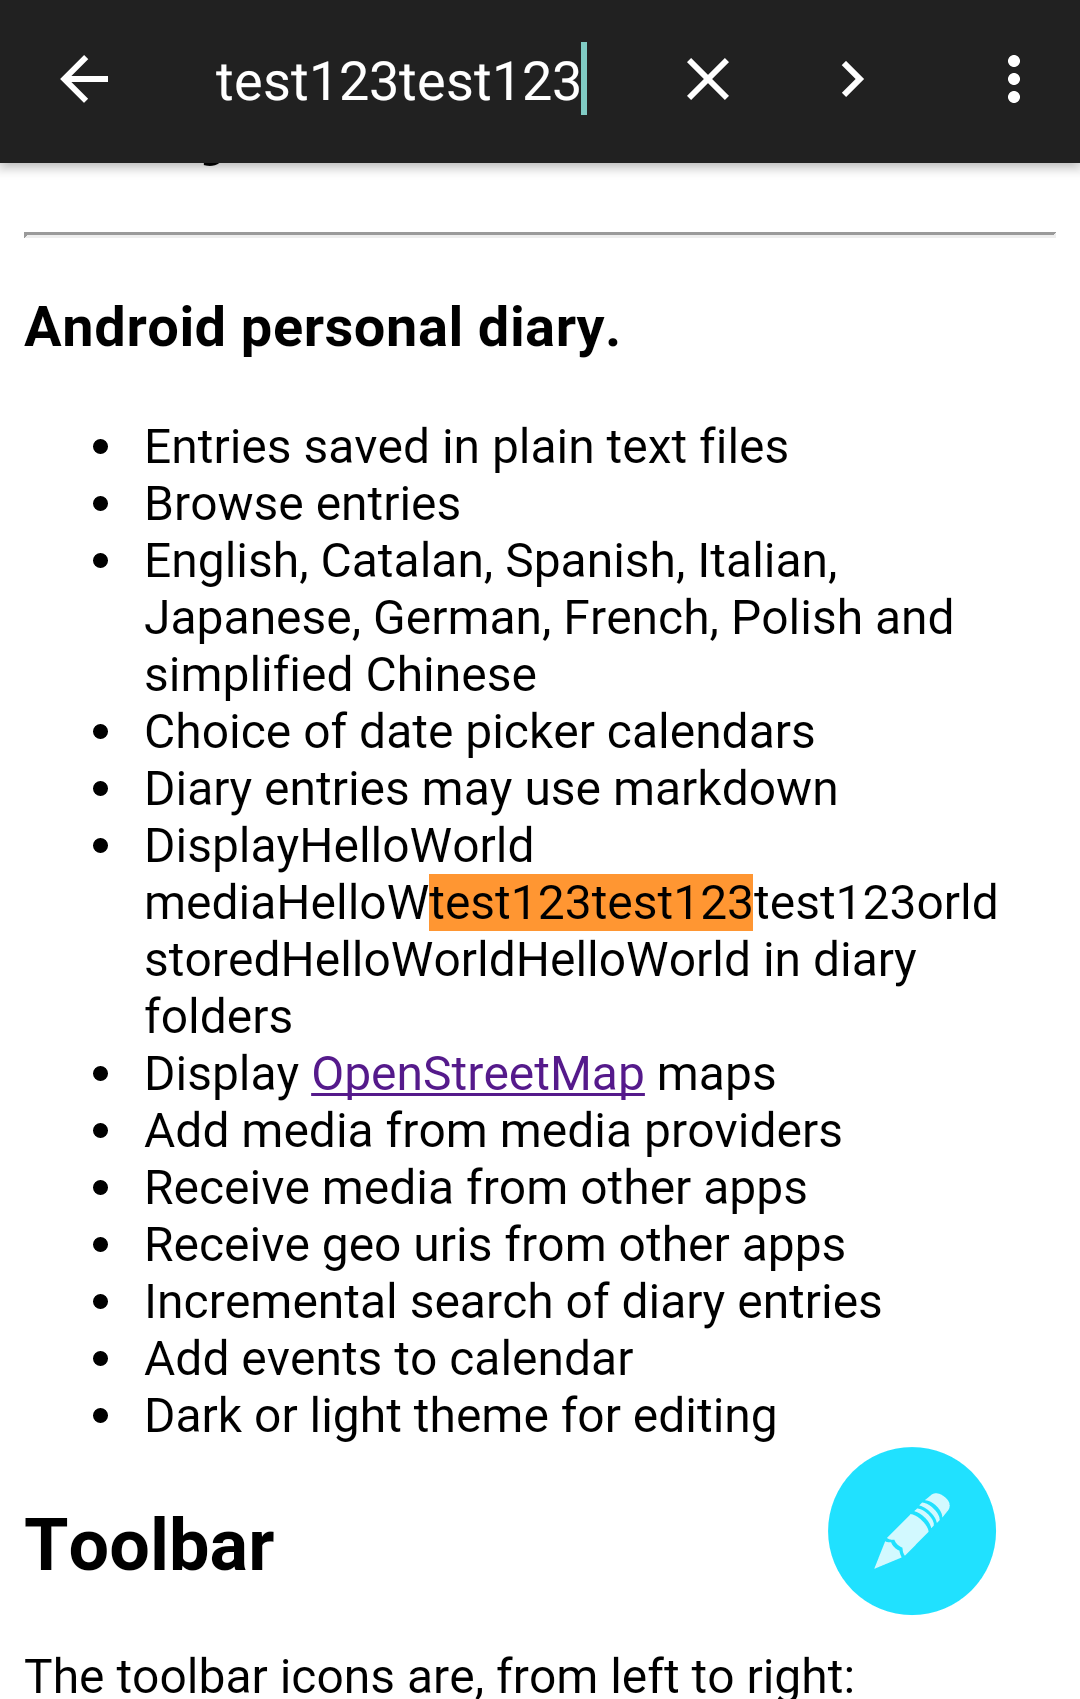 test123test123
Android personal diary.
Entries saved in plain text files
Browse entries
English, Catalan, Spanish, Italian,
Japanese, German, French, Polish and
simplified Chinese
Choice of date picker calendars
Diary entries may use markdown
DisplayHelloWorld
mediaHelloWtest123test123test123orld
storedHelloWorldHelloWorld in diary
folders
Display OpenStreetMap maps
Add media from media providers
Receive media from other apps
Receive geo uris from other apps
Incremental search of diary entries
Add events to calendar
Dark or light theme for editing
Toolbar
The toolbar icons are, from left to right: